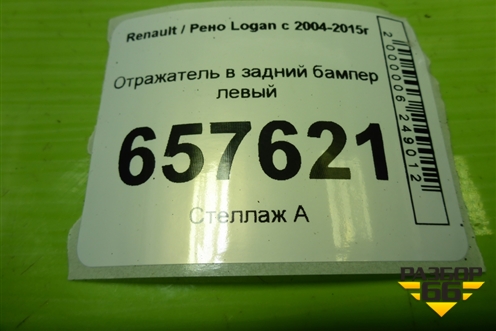 Renault / Рено Logan с 2004-2015г
Отражатель в задний бампер
левый
657621
Стеллаж А
2000006249012
РАЗБОР
66